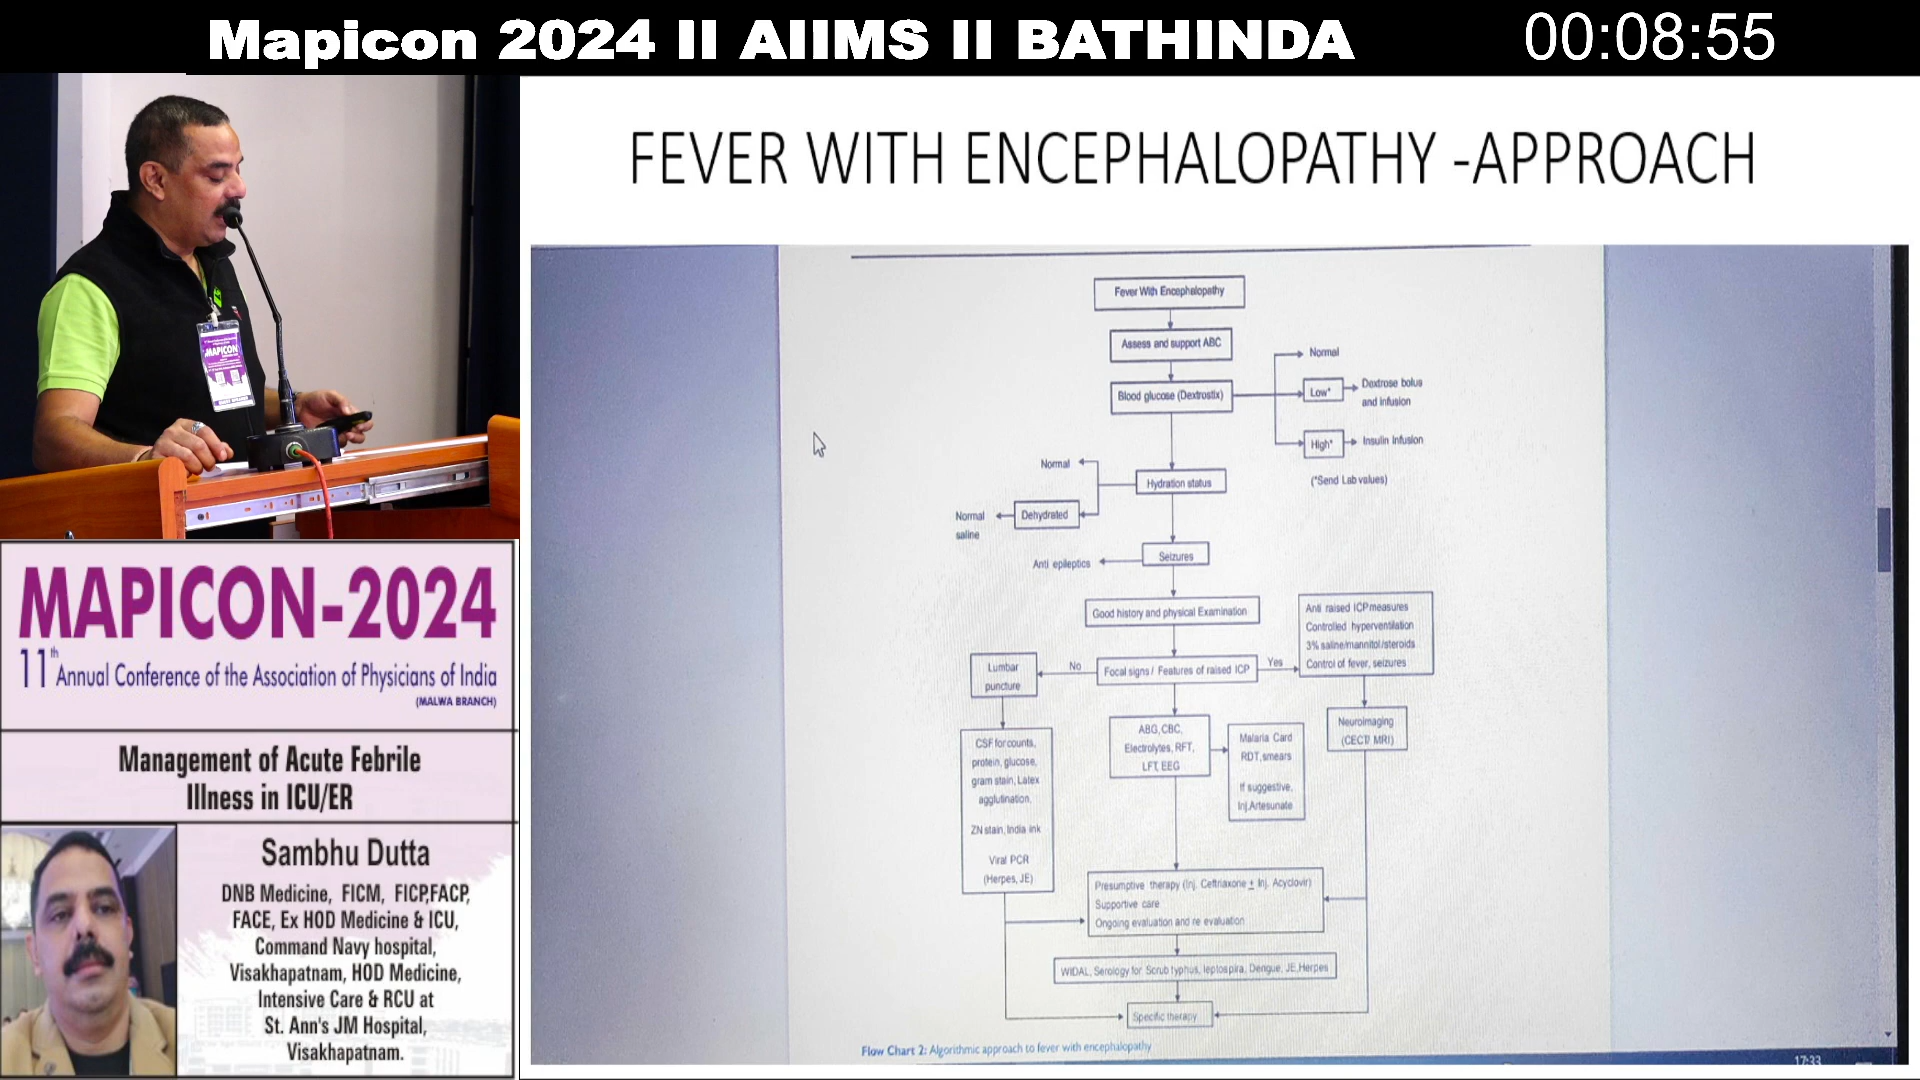 Mapicon 2024 II AIIMS II BATHINDA
00:08:55
FEVER WITH ENCEPHALOPATHY -APPROACH
Fever With Encephalopathy
Assess and support ABC
Blood glucose (Dextrostix)
Normal
Low*
Dextrose bolus
and infusion
High*
Insulin infusion
(*Send Lab values)
Hydration status
Normal
Dehydrated
Normal
saline
Seizures
Anti epileptics
Good history and physical Examination
Focal signs / Features of raised ICP
No
Yes
Lumbar
puncture
Anti raised ICP measures
Controlled hyperventilation
3% saline/mannitol/steroids
Control of fever, seizures
CSF for counts,
protein, glucose,
gram stain, Latex
agglutination,
ZN stain, India ink
Viral PCR
(Herpes, JE)
ABG, CBC,
Electrolytes, RFT,
LFT, EEG
Malaria Card
RDT, smears
If suggestive,
Inj.Artesunate
Neuroimaging
(CECT/ MRI)
Presumptive therapy (Inj. Ceftriaxone ± Inj. Acyclovir)
Supportive care
Ongoing evaluation and re evaluation
WIDAL, Serology for Scrub typhus, leptospira, Dengue, JE,Herpes
Specific therapy
Flow Chart 2: Algorithmic approach to fever with encephalopathy
17:33
MAPICON
MAPICON-2024
11th Annual Conference of the Association of Physicians of India
(MALWA BRANCH)
Management of Acute Febrile
Illness in ICU/ER
Sambhu Dutta
DNB Medicine, FICM, FICP,FACP,
FACE, Ex HOD Medicine & ICU,
Command Navy hospital,
Visakhapatnam, HOD Medicine,
Intensive Care & RCU at
St. Ann's JM Hospital,
Visakhapatnam.